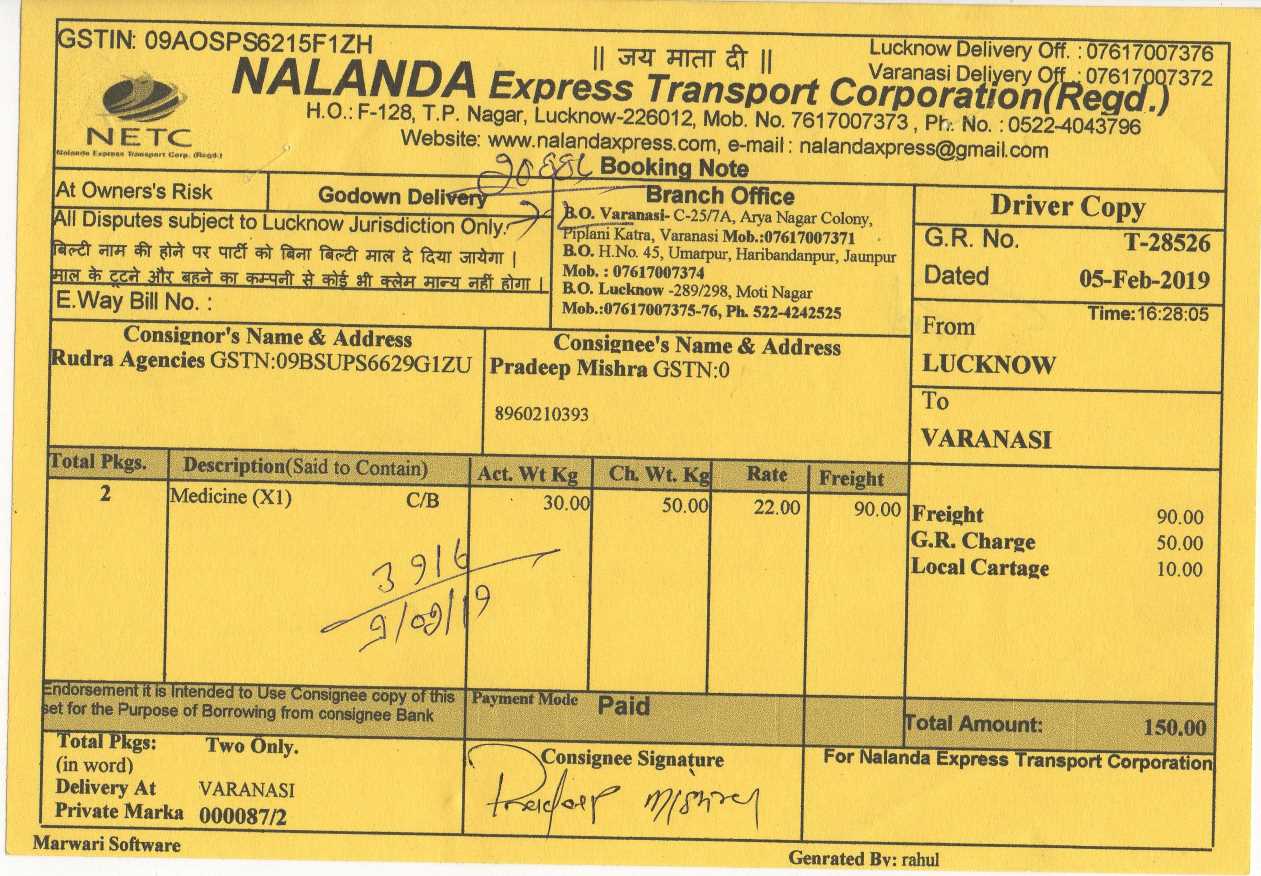 GSTIN: 09AOSPS6215F1ZH
|| जय माता दी ||
Lucknow Delivery Off. : 07617007376
Varanasi Delivery Off. : 07617007372
NETC
Nalanda Express Transport Corp. (Regd.)
NALANDA Express Transport Corporation(Regd.)
H.O.: F-128, T.P. Nagar, Lucknow-226012, Mob. No. 7617007373 , Ph. No. : 0522-4043796
Website: www.nalandaxpress.com, e-mail : nalandaxpress@gmail.com
Booking Note
At Owners's Risk
Godown Delivery
All Disputes subject to Lucknow Jurisdiction Only.
बिल्टी नाम की होने पर पार्टी को बिना बिल्टी माल दे दिया जायेगा |
माल के टूटने और बहने का कम्पनी से कोई भी क्लेम मान्य नहीं होगा |
E.Way Bill No. :
Branch Office
B.O. Varanasi- C-25/7A, Arya Nagar Colony,
Piplani Katra, Varanasi Mob.:07617007371
B.O. H.No. 45, Umarpur, Haribandanpur, Jaunpur
Mob. : 07617007374
B.O. Lucknow -289/298, Moti Nagar
Mob.:07617007375-76, Ph. 522-4242525
Driver Copy
G.R. No. T-28526
Dated 05-Feb-2019
Time:16:28:05
From
LUCKNOW
To
VARANASI
Consignor's Name & Address
Rudra Agencies GSTN:09BSUPS6629G1ZU
Consignee's Name & Address
Pradeep Mishra GSTN:0
8960210393
Total Pkgs. Description(Said to Contain) Act. Wt Kg Ch. Wt. Kg Rate Freight
2 Medicine (X1) C/B 30.00 50.00 22.00 90.00
Freight 90.00
G.R. Charge 50.00
Local Cartage 10.00
3916
9/02/19
Endorsement it is Intended to Use Consignee copy of this
set for the Purpose of Borrowing from consignee Bank
Payment Mode Paid
Total Amount: 150.00
Total Pkgs: Two Only.
(in word)
Delivery At VARANASI
Private Marka 000087/2
Consignee Signature
Pradeep Mishra
For Nalanda Express Transport Corporation
Marwari Software
Genrated By: rahul